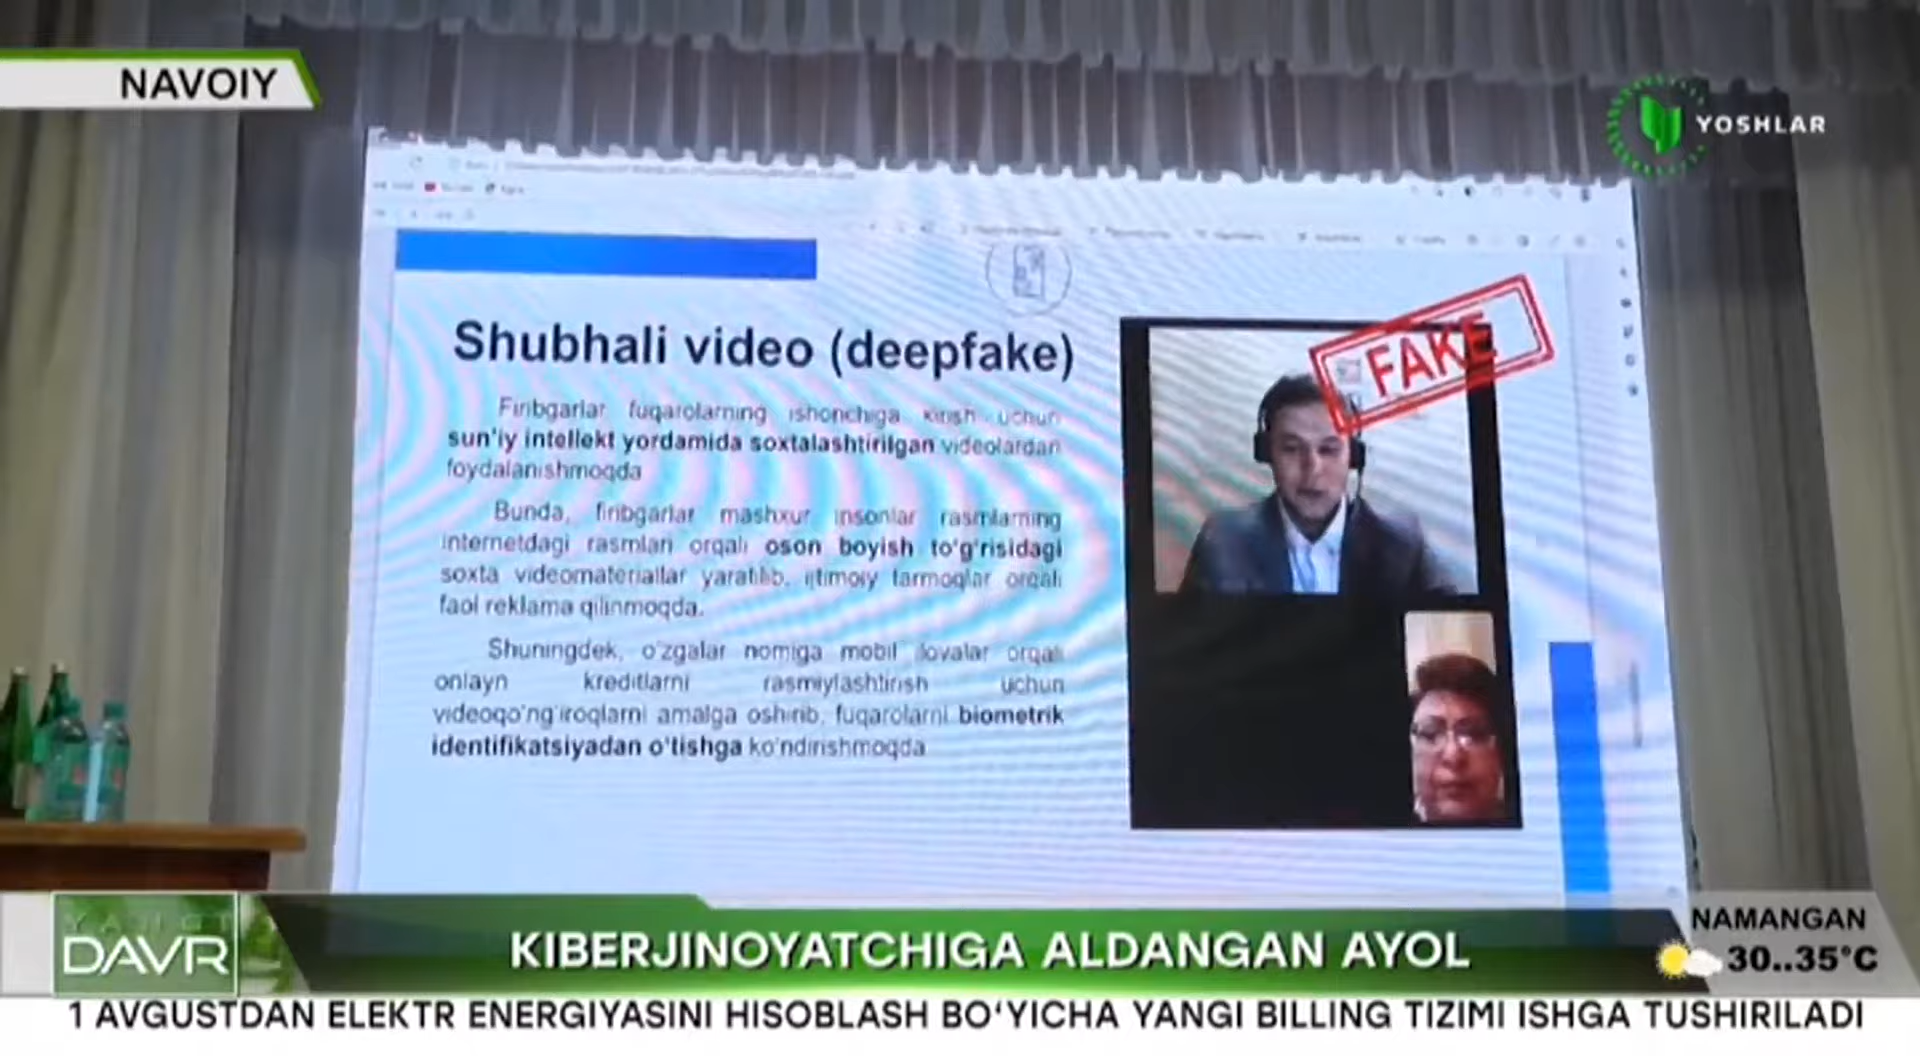 NAVOIY
YOSHLAR
Shubhali video (deepfake)
FAKE
Firibgarlar fuqarolarning ishonchiga kirish uchun
sun'iy intellekt yordamida soxtalashtirilgan videolardan
foydalanishmoqda
Bunda, firibgarlar mashxur insonlar rasmlarning
internetdagi rasmlari orqali oson boyish to'g'risidagi
soxta videomateriallar yaratilib, ijtimoiy tarmoqlar orqali
faol reklama qilinmoqda.
Shuningdek, o'zgalar nomiga mobil ilovalar orqali
onlayn kreditlarni rasmiylashtirish uchun
videoqo'ng'iroqlarni amalga oshirib, fuqarolarni biometrik
identifikatsiyadan o'tishga ko'ndirishmoqda
DAVR
KIBERJINOYATCHIGA ALDANGAN AYOL
NAMANGAN
30..35°C
1 AVGUSTDAN ELEKTR ENERGIYASINI HISOBLASH BO‘YICHA YANGI BILLING TIZIMI ISHGA TUSHIRILADI